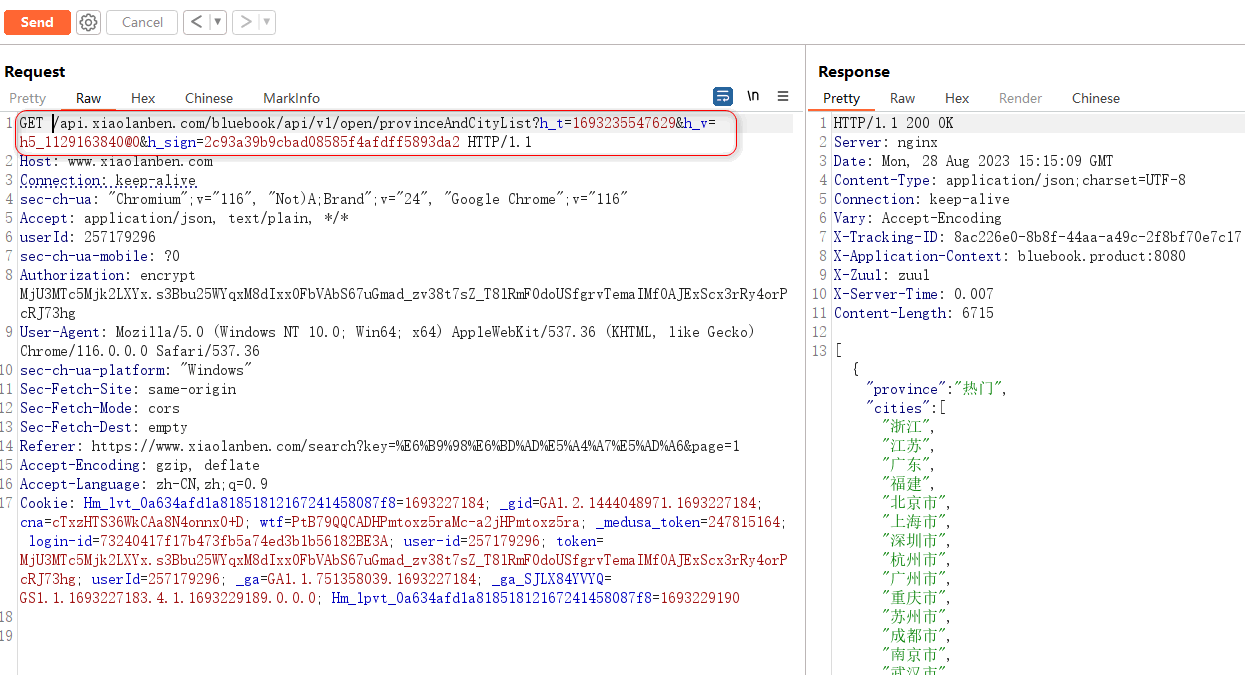 Send
Cancel
Request
Pretty Raw Hex Chinese MarkInfo
\n
1 GET /api.xiaolanben.com/bluebook/api/v1/open/provinceAndCityList?h_t=1693235547629&h_v=
h5_1129163840@0&h_sign=2c93a39b9cbad08585f4afdff5893da2 HTTP/1.1
2 Host: www.xiaolanben.com
3 Connection: keep-alive
4 sec-ch-ua: "Chromium";v="116", "Not)A;Brand";v="24", "Google Chrome";v="116"
5 Accept: application/json, text/plain, */*
6 userId: 257179296
7 sec-ch-ua-mobile: ?0
8 Authorization: encrypt
MjU3MTc5Mjk2LXYx.s3Bbu25WYqxM8dIxx0FbVAbS67uGmad_zv38t7sZ_T81RmF0doUSfgrvTemaIMf0AJExScx3rRy4orP
cRJ73hg
9 User-Agent: Mozilla/5.0 (Windows NT 10.0; Win64; x64) AppleWebKit/537.36 (KHTML, like Gecko)
Chrome/116.0.0.0 Safari/537.36
10 sec-ch-ua-platform: "Windows"
11 Sec-Fetch-Site: same-origin
12 Sec-Fetch-Mode: cors
13 Sec-Fetch-Dest: empty
14 Referer: https://www.xiaolanben.com/search?key=%E6%B9%98%E6%BD%AD%E5%A4%A7%E5%AD%A6&page=1
15 Accept-Encoding: gzip, deflate
16 Accept-Language: zh-CN,zh;q=0.9
17 Cookie: Hm_lvt_0a634afd1a81851812167241458087f8=1693227184; _gid=GA1.2.1444048971.1693227184;
cna=cTxzHTS36WkCAa8N4onnx0+D; wtf=PtB79QQCADHPmtoxz5raMc-a2jHPmtoxz5ra; _medusa_token=247815164;
login-id=73240417f17b473fb5a74ed3b1b56182BE3A; user-id=257179296; token=
MjU3MTc5Mjk2LXYx.s3Bbu25WYqxM8dIxx0FbVAbS67uGmad_zv38t7sZ_T81RmF0doUSfgrvTemaIMf0AJExScx3rRy4orP
cRJ73hg; userId=257179296; _ga=GA1.1.751358039.1693227184; _ga_SJLX84YVYQ=
GS1.1.1693227183.4.1.1693229189.0.0.0; Hm_lpvt_0a634afd1a81851812167241458087f8=1693229190
18
19
Response
Pretty Raw Hex Render Chinese
1 HTTP/1.1 200 OK
2 Server: nginx
3 Date: Mon, 28 Aug 2023 15:15:09 GMT
4 Content-Type: application/json;charset=UTF-8
5 Connection: keep-alive
6 Vary: Accept-Encoding
7 X-Tracking-ID: 8ac226e0-8b8f-44aa-a49c-2f8bf70e7c17
8 X-Application-Context: bluebook.product:8080
9 X-Zuul: zuul
10 X-Server-Time: 0.007
11 Content-Length: 6715
12
13 [
{
"province":"热门",
"cities":[
"浙江",
"江苏",
"广东",
"福建",
"北京市",
"上海市",
"深圳市",
"杭州市",
"广州市",
"重庆市",
"苏州市",
"成都市",
"南京市",
"武汉市",